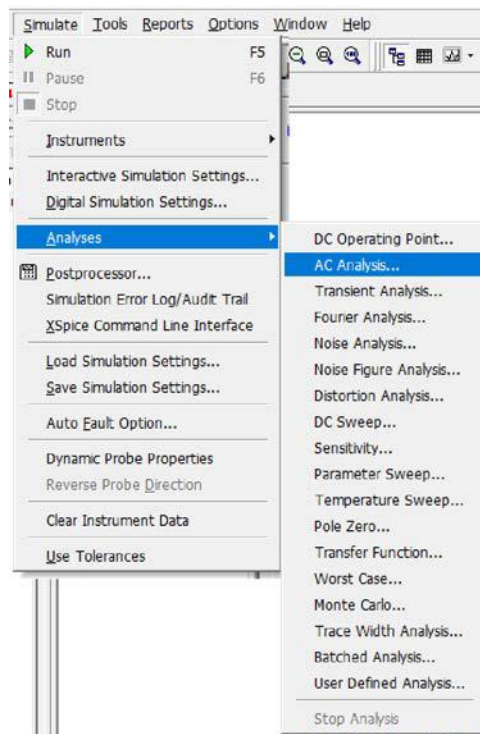 Simulate Tools Reports Options Window Help
Run F5
Pause F6
Stop
Instruments
Interactive Simulation Settings...
Digital Simulation Settings...
Analyses
Postprocessor...
Simulation Error Log/Audit Trail
XSpice Command Line Interface
Load Simulation Settings...
Save Simulation Settings...
Auto Fault Option...
Dynamic Probe Properties
Reverse Probe Direction
Clear Instrument Data
Use Tolerances
DC Operating Point...
AC Analysis...
Transient Analysis...
Fourier Analysis...
Noise Analysis...
Noise Figure Analysis...
Distortion Analysis...
DC Sweep...
Sensitivity...
Parameter Sweep...
Temperature Sweep...
Pole Zero...
Transfer Function...
Worst Case...
Monte Carlo...
Trace Width Analysis...
Batched Analysis...
User Defined Analysis...
Stop Analysis